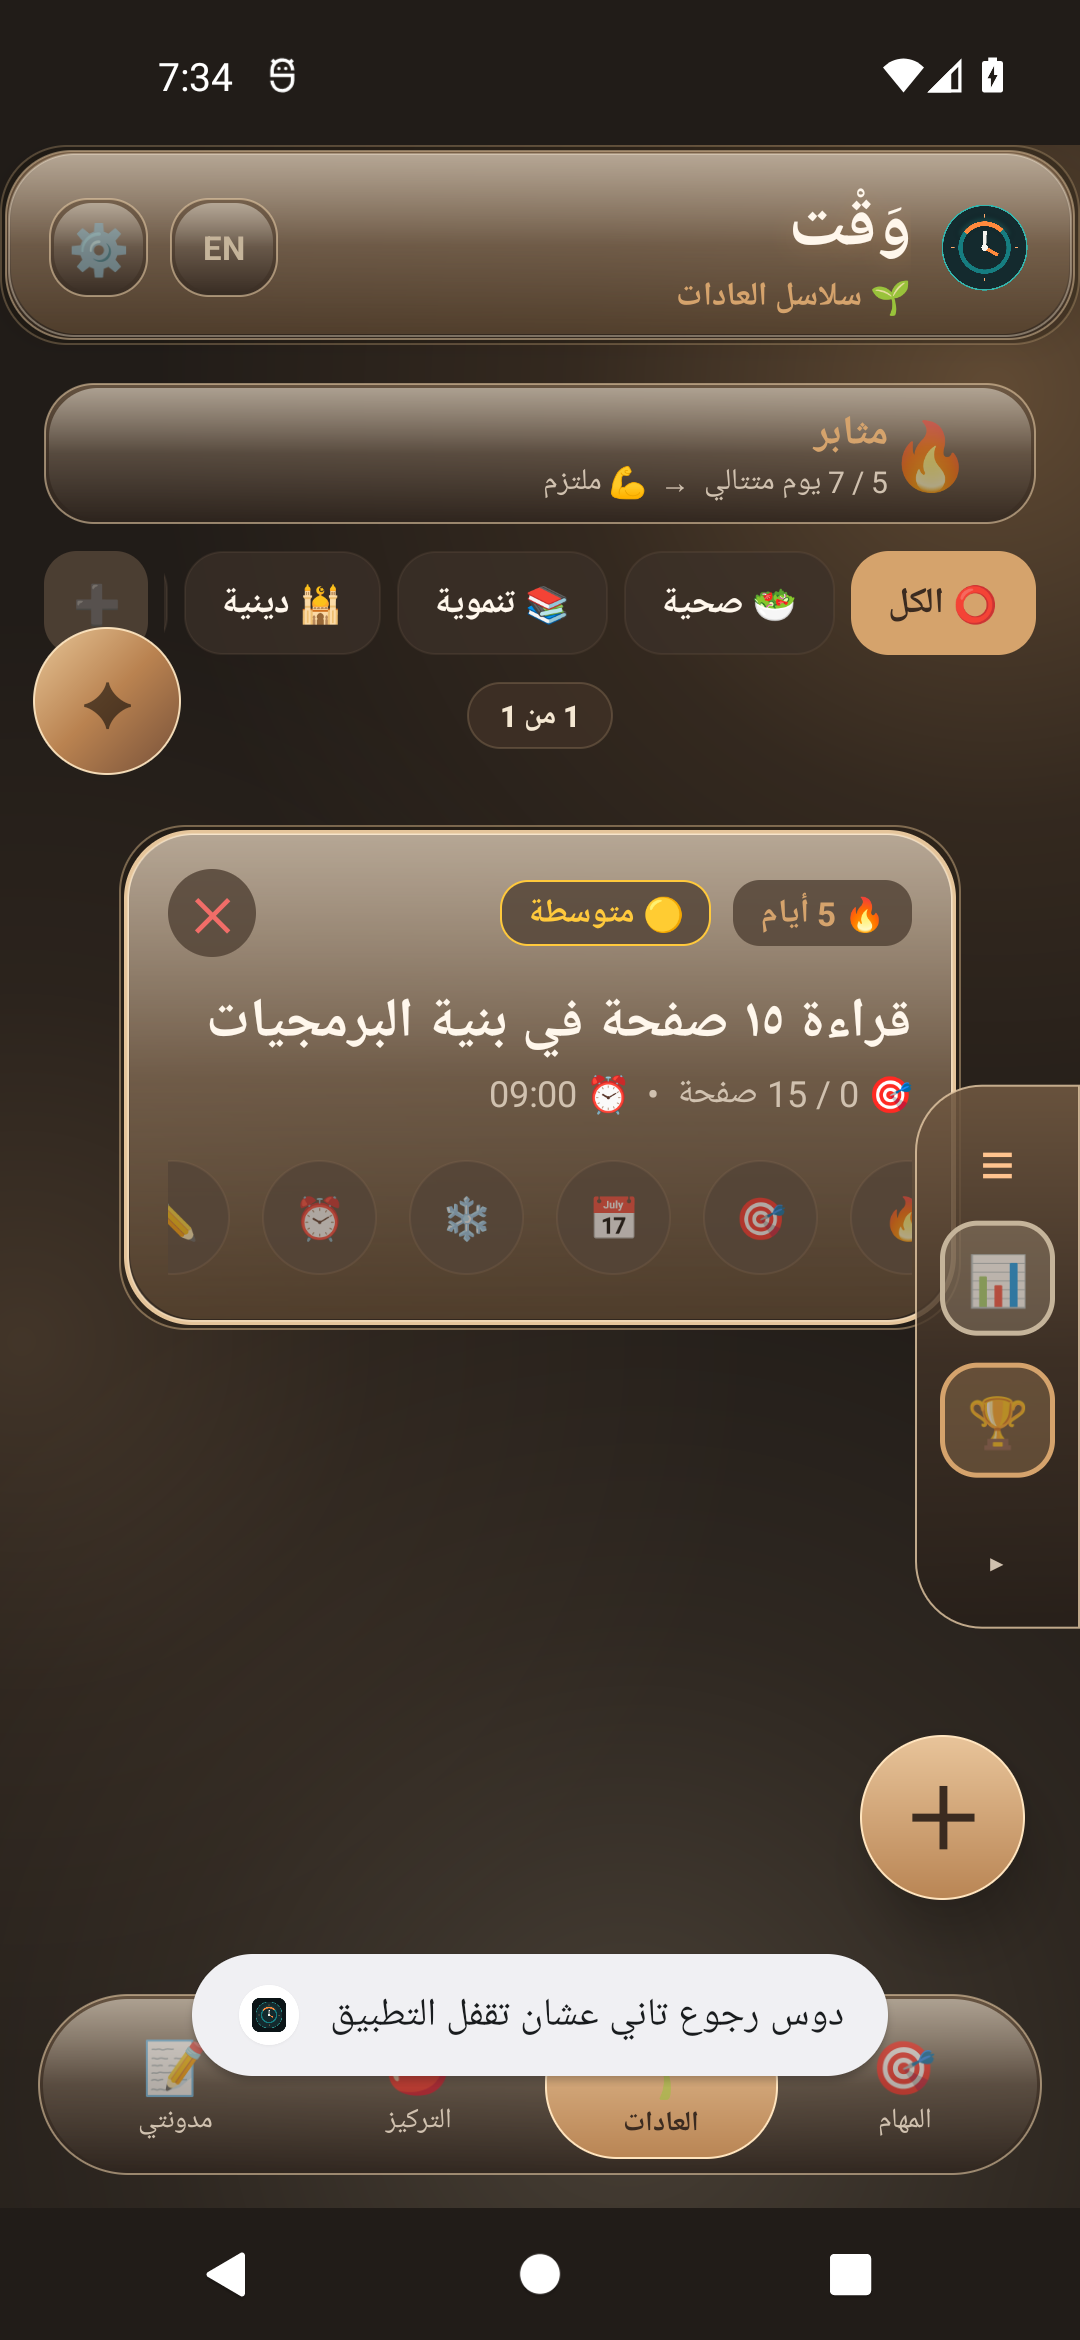 7:34
وَقْت
🌱 سلاسل العادات
EN
مثابر
5 / 7 يوم متتالي → 💪 ملتزم
⭕ الكل
🥗 صحية
📚 تنموية
🕌 دينية
1 من 1
🔥 5 أيام
🟡 متوسطة
قراءة ١٥ صفحة في بنية البرمجيات
🎯 0 / 15 صفحة • ⏰ 09:00
July
17
دوس رجوع تاني عشان تقفل التطبيق
المهام
العادات
التركيز
مدونتي